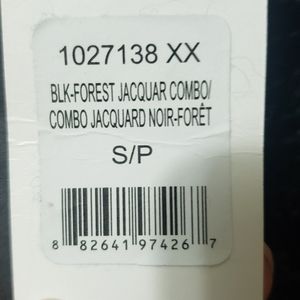 1027138 XX
BLK-FOREST JACQUAR COMBO/
COMBO JACQUARD NOIR-FORÊT
S/P
8 82641 97426 7